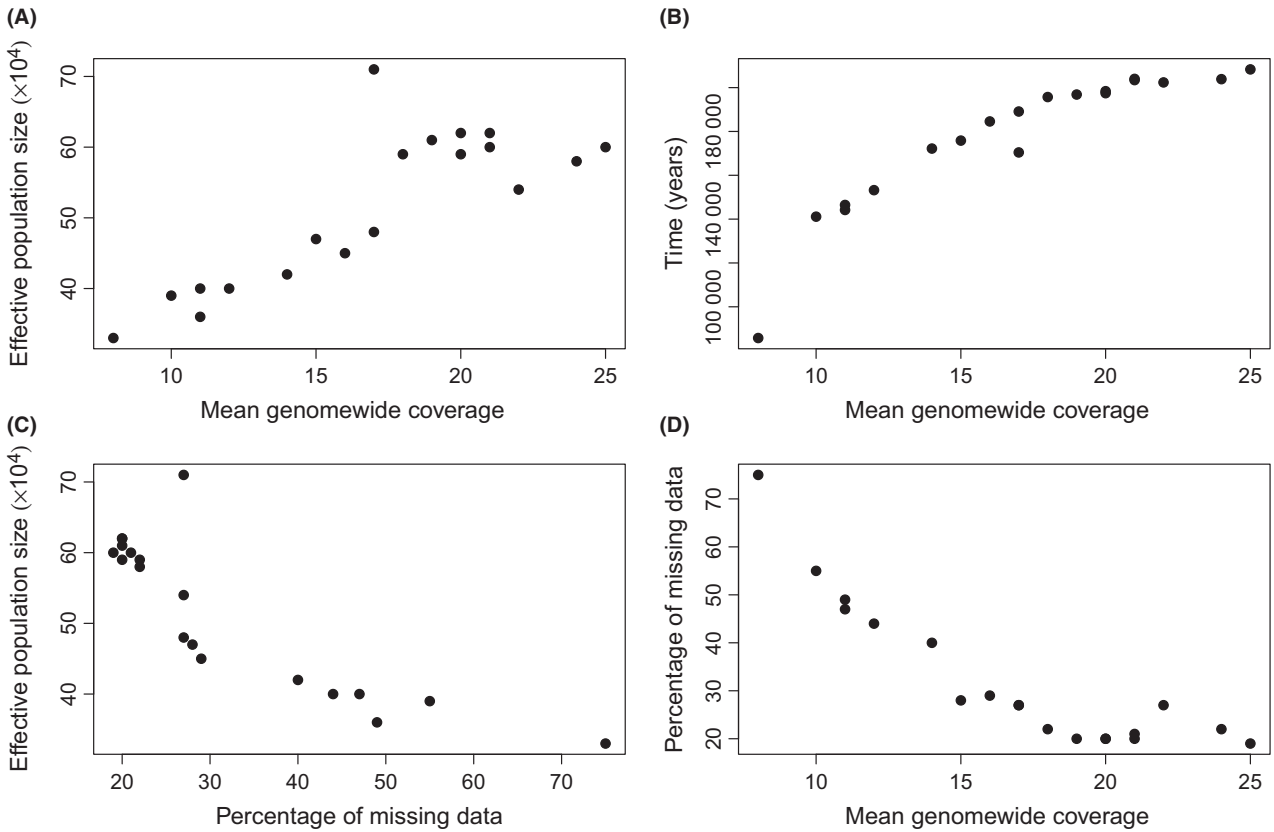 (A)
Effective population size (×10⁴)
70
60
50
40
10 15 20 25
Mean genomewide coverage
(B)
Time (years)
180 000
140 000
100 000
10 15 20 25
Mean genomewide coverage
(C)
Effective population size (×10⁴)
70
60
50
40
20 30 40 50 60 70
Percentage of missing data
(D)
Percentage of missing data
70
60
50
40
30
20
10 15 20 25
Mean genomewide coverage